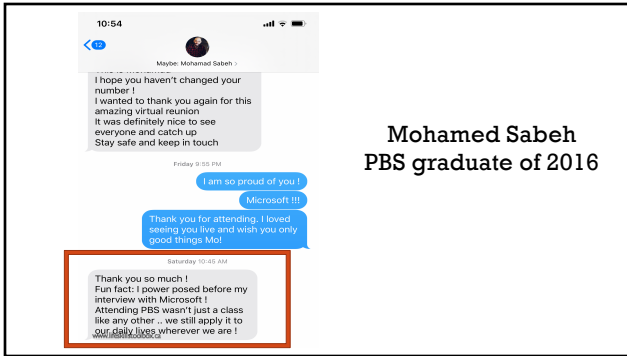 10:54
12
Maybe: Mohamad Sabeh >
I hope you haven't changed your
number !
I wanted to thank you again for this
amazing virtual reunion
It was definitely nice to see
everyone and catch up
Stay safe and keep in touch
Friday 9:55 PM
I am so proud of you !
Microsoft !!!
Thank you for attending. I loved
seeing you live and wish you only
good things Mo!
Saturday 10:45 AM
Thank you so much !
Fun fact: I power posed before my
interview with Microsoft !
Attending PBS wasn't just a class
like any other .. we still apply it to
our daily lives wherever we are !
Mohamed Sabeh
PBS graduate of 2016